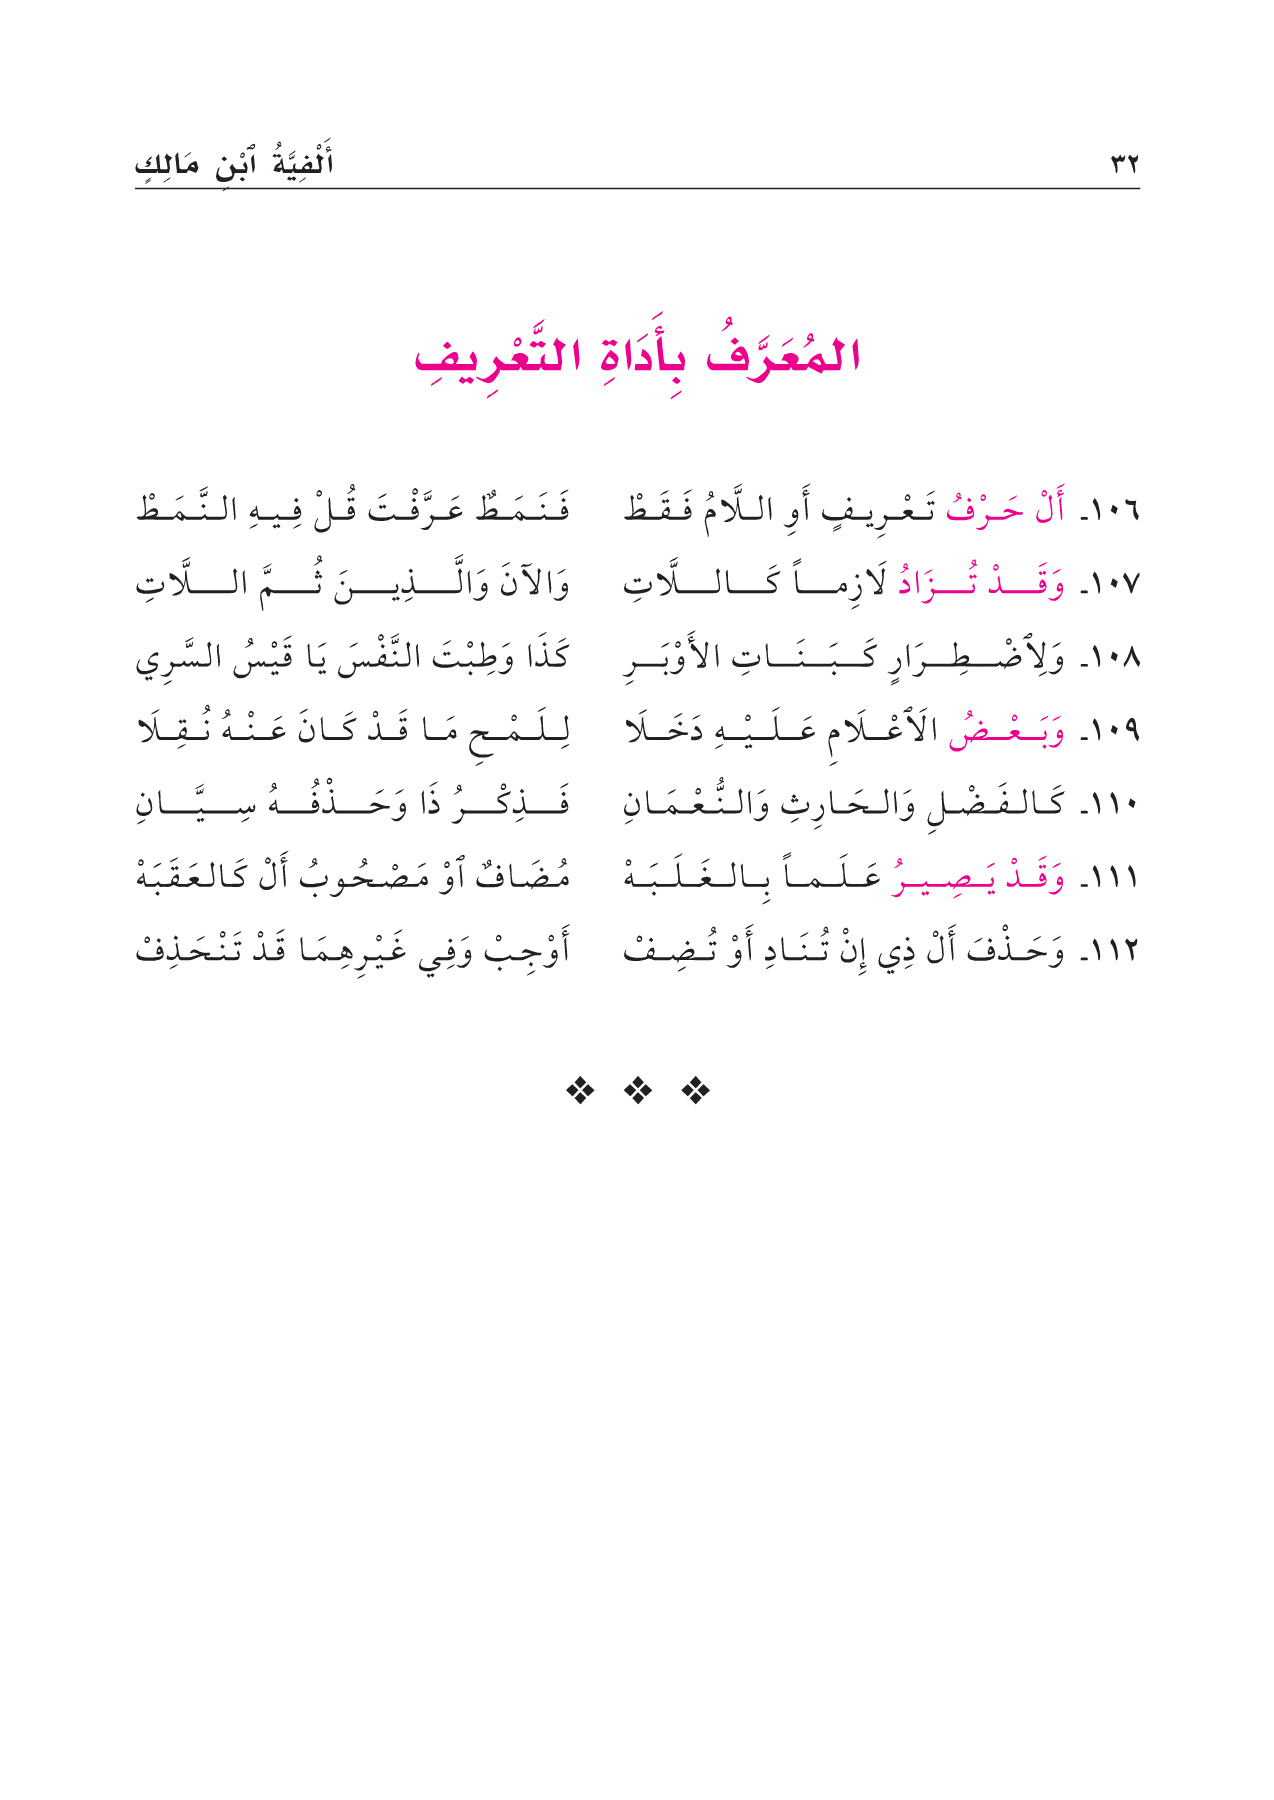 ٣٢ أَلْفِيَّةُ ٱبْنِ مَالِكٍ
المُعَرَّفُ بِأَدَاةِ التَّعْرِيفِ
١٠٦ـ أَلْ حَرْفُ تَعْرِيفٍ أَوِ اللَّامُ فَقَطْ فَنَمَطٌ عَرَّفْتَ قُلْ فِيهِ النَّمَطْ
١٠٧ـ وَقَدْ تُزَادُ لَازِماً كَاللَّاتِ وَالآنَ وَالَّذِينَ ثُمَّ اللَّاتِ
١٠٨ـ وَلِٱضْطِرَارٍ كَبَنَاتِ الأَوْبَرِ كَذَا وَطِبْتَ النَّفْسَ يَا قَيْسُ السَّرِي
١٠٩ـ وَبَعْضُ الَٱعْلَامِ عَلَيْهِ دَخَلَا لِلَمْحِ مَا قَدْ كَانَ عَنْهُ نُقِلَا
١١٠ـ كَالفَضْلِ وَالحَارِثِ وَالنُّعْمَانِ فَذِكْرُ ذَا وَحَذْفُهُ سِيَّانِ
١١١ـ وَقَدْ يَصِيرُ عَلَماً بِالغَلَبَهْ مُضَافٌ ٱوْ مَصْحُوبُ أَلْ كَالعَقَبَهْ
١١٢ـ وَحَذْفَ أَلْ ذِي إِنْ تُنَادِ أَوْ تُضِفْ أَوْجِبْ وَفِي غَيْرِهِمَا قَدْ تَنْحَذِفْ